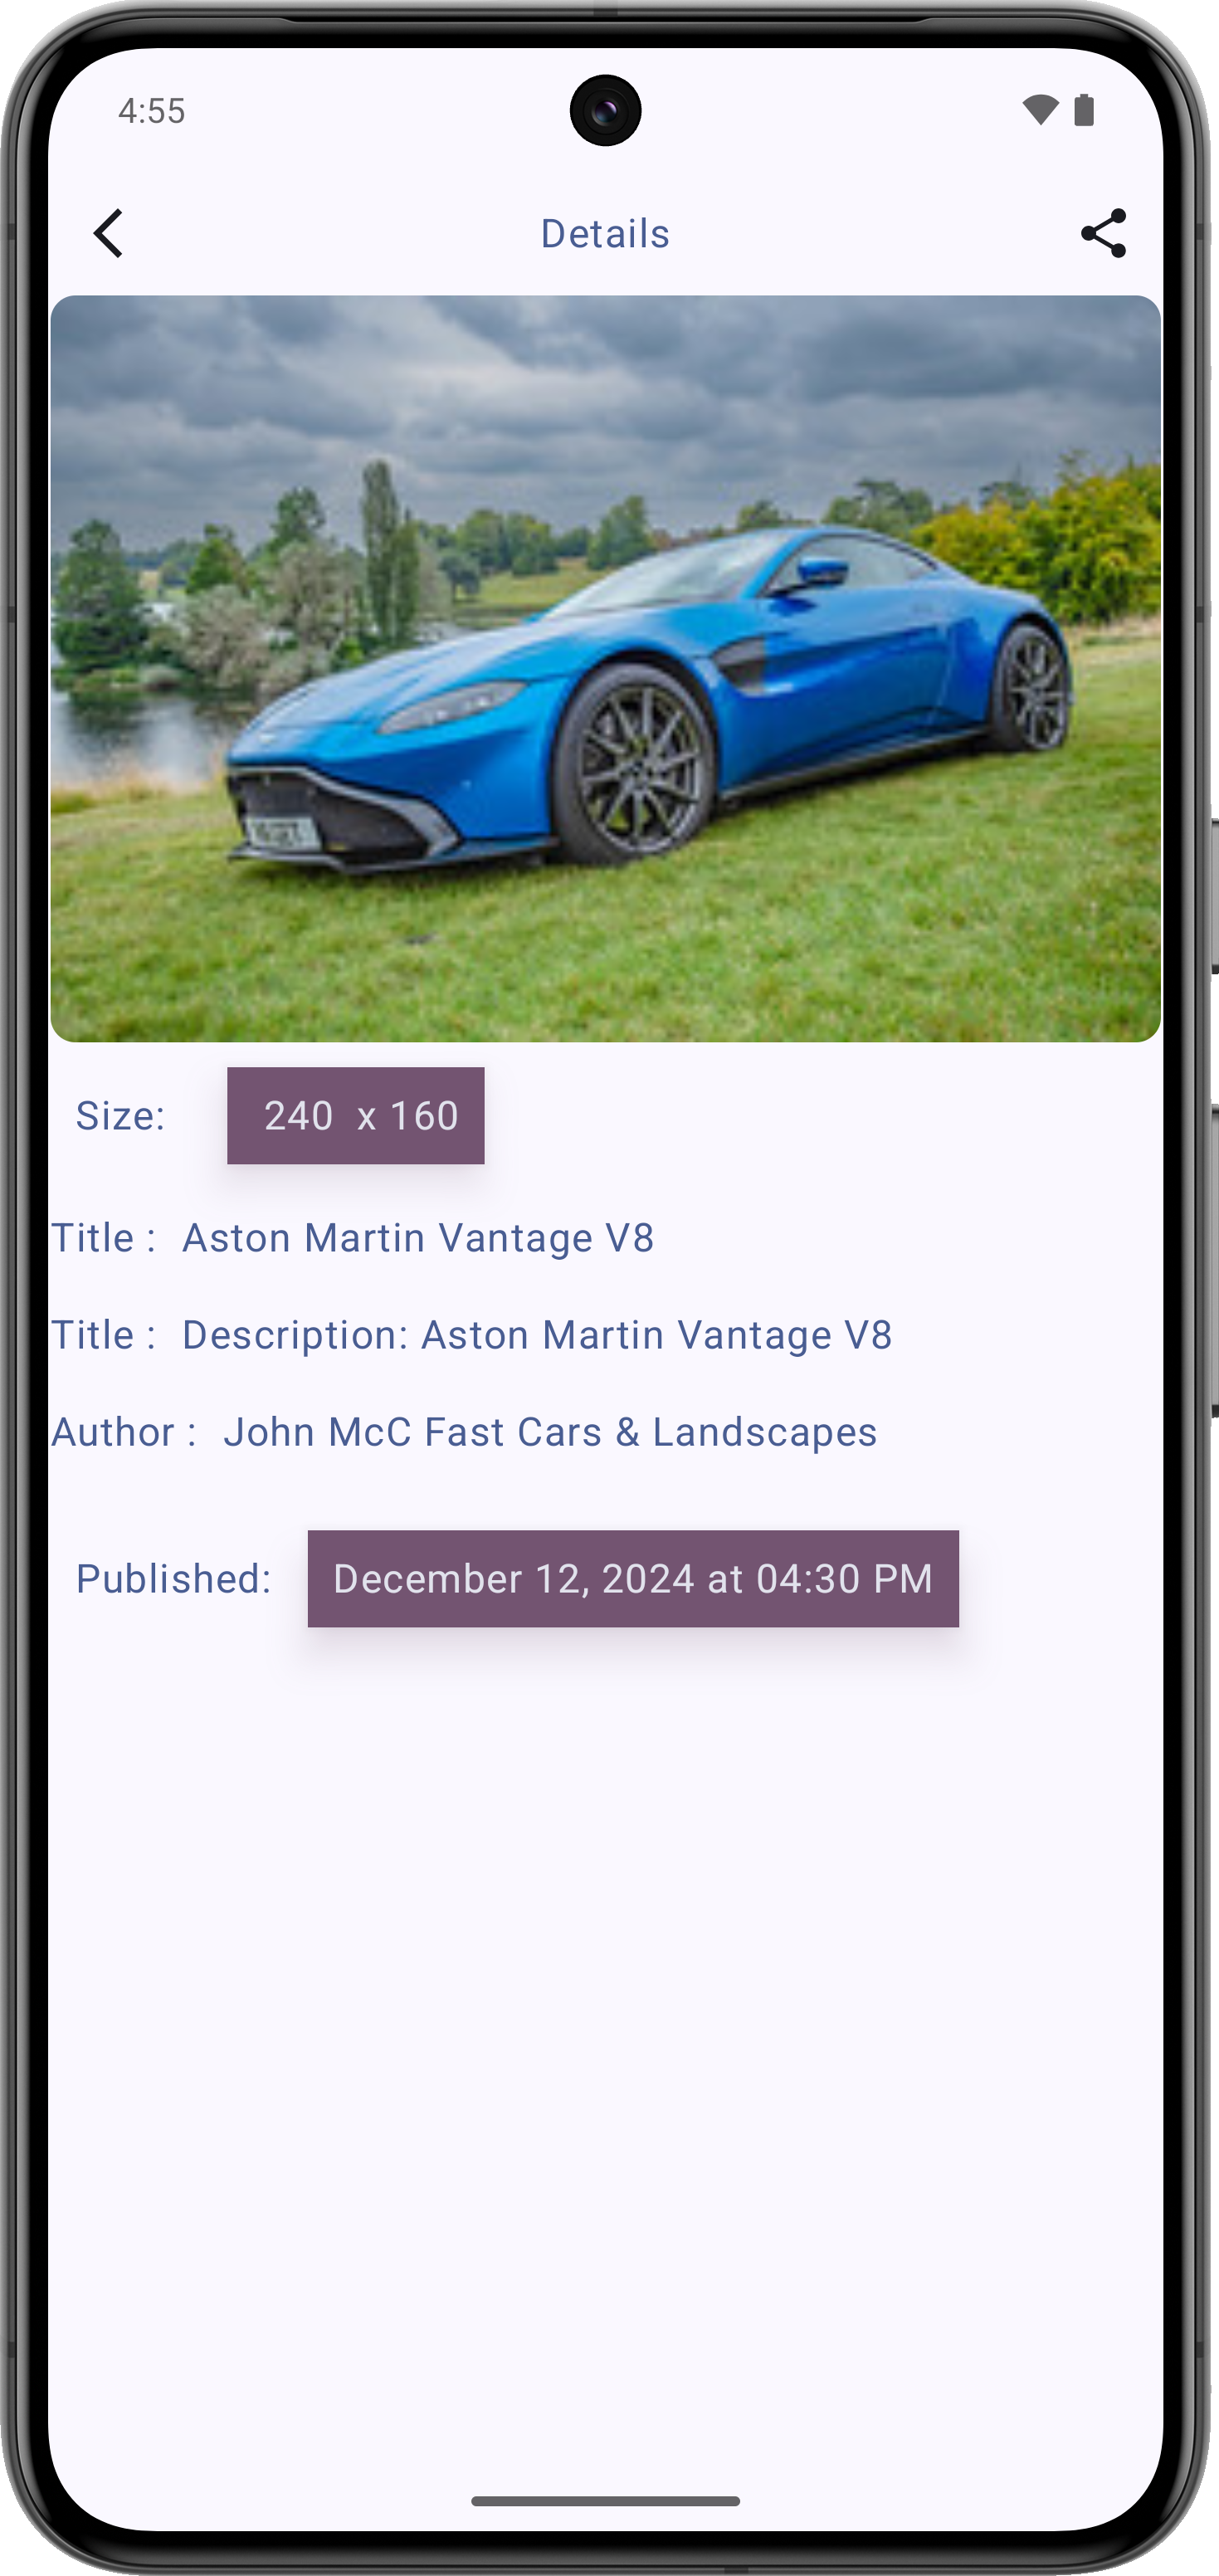 4:55
Details
Size: 240 x 160
Title : Aston Martin Vantage V8
Title : Description: Aston Martin Vantage V8
Author : John McC Fast Cars & Landscapes
Published: December 12, 2024 at 04:30 PM